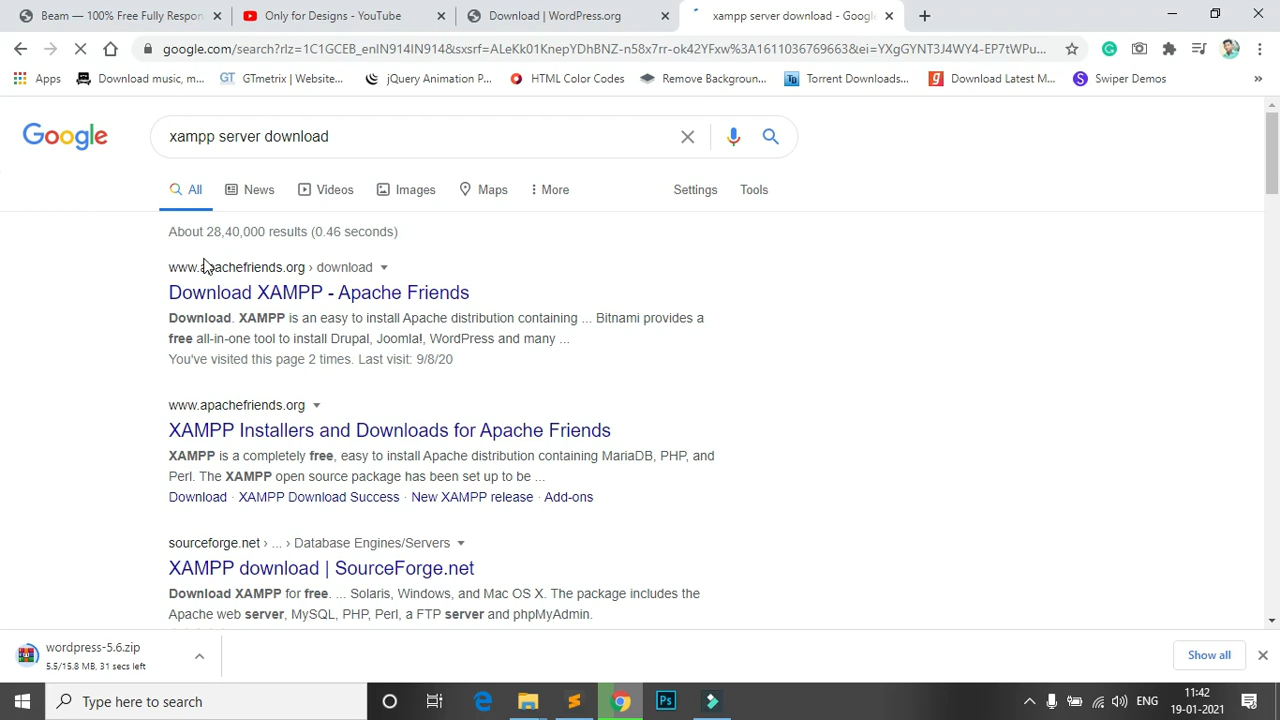 Beam — 100% Free Fully Respon
Only for Designs - YouTube
Download | WordPress.org
xampp server download - Googl
google.com/search?rlz=1C1GCEB_enIN914IN914&sxsrf=ALeKk01KnepYDhBNZ-n58x7rr-ok42YFxw%3A1611036769663&ei=YXgGYNT3J4WY4-EP7tWPu...
Apps
Download music, m...
GTmetrix | Website...
jQuery Animation P...
HTML Color Codes
Remove Backgroun...
Torrent Downloads...
Download Latest M...
Swiper Demos
»
Google
xampp server download
All
News
Videos
Images
Maps
More
Settings
Tools
About 28,40,000 results (0.46 seconds)
www.apachefriends.org › download
Download XAMPP - Apache Friends
Download. XAMPP is an easy to install Apache distribution containing ... Bitnami provides a
free all-in-one tool to install Drupal, Joomla!, WordPress and many ...
You've visited this page 2 times. Last visit: 9/8/20
www.apachefriends.org
XAMPP Installers and Downloads for Apache Friends
XAMPP is a completely free, easy to install Apache distribution containing MariaDB, PHP, and
Perl. The XAMPP open source package has been set up to be ...
Download · XAMPP Download Success · New XAMPP release · Add-ons
sourceforge.net › ... › Database Engines/Servers
XAMPP download | SourceForge.net
Download XAMPP for free. ... Solaris, Windows, and Mac OS X. The package includes the
Apache web server, MySQL, PHP, Perl, a FTP server and phpMyAdmin.
wordpress-5.6.zip
5.5/15.8 MB, 31 secs left
Show all
Type here to search
Ps
ENG
11:42
19-01-2021